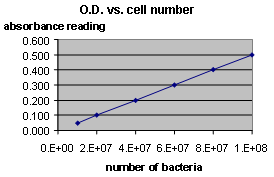 O.D. vs. cell number
absorbance reading
0.600
0.500
0.400
0.300
0.200
0.100
0.000
0.E+00 2.E+07 4.E+07 6.E+07 8.E+07 1.E+08
number of bacteria